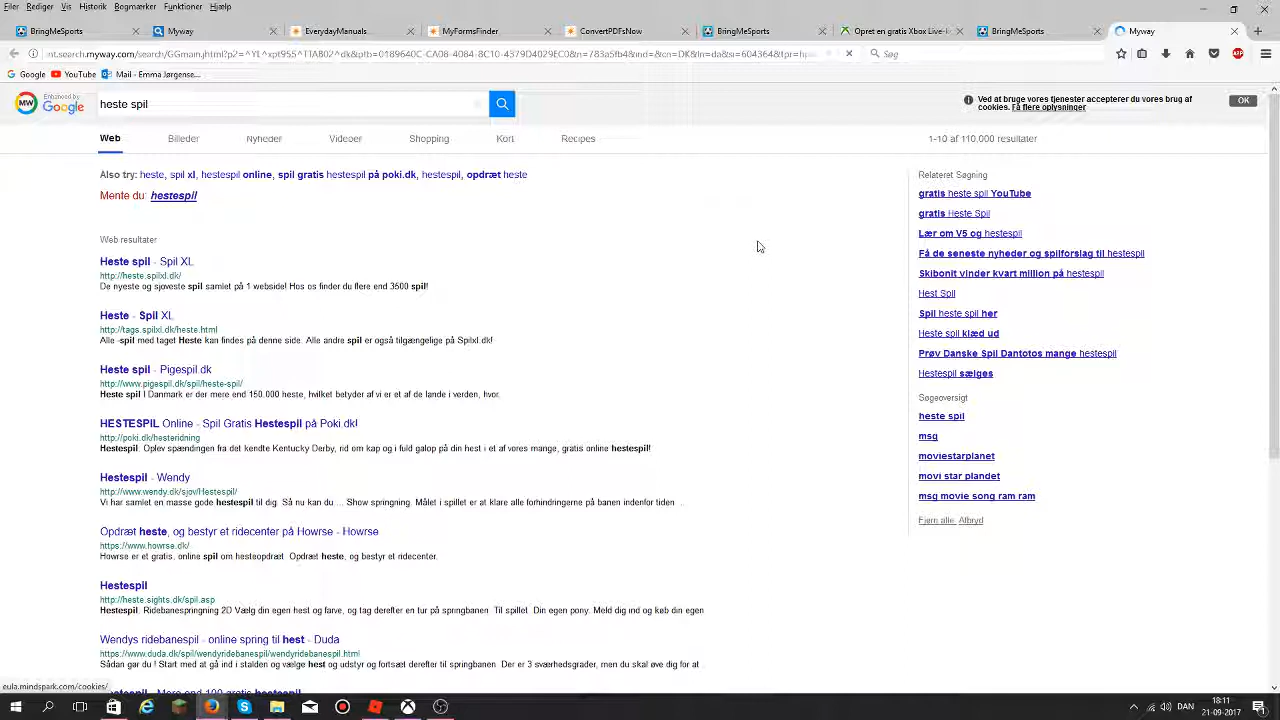 Filer Rediger Vis Historik Bogmærker Funktioner Hjælp
BringMeSports Myway EverydayManuals MyFormsFinder ConvertPDFsNow BringMeSports Opret en gratis Xbox Live-k BringMeSports Myway
Søg
Google YouTube Mail - Emma Jørgense...
MW Enhanced by Google
heste spil
Ved at bruge vores tjenester accepterer du vores brug af cookies. Få flere oplysninger
OK
Web Billeder Nyheder Videoer Shopping Kort Recipes
1-10 af 110.000 resultater
Also try: heste, spil xl, hestespil online, spil gratis hestespil på poki.dk, hestespil, opdræt heste
Mente du: hestespil
Web resultater
Heste spil - Spil XL
http://heste.spilxl.dk/
De nyeste og sjoveste spil samlet på 1 webside! Hos os finder du flere end 3500 spil!
Heste - Spil XL
http://tags.spilxl.dk/heste.html
Alle -spil med taget Heste kan findes på denne side. Alle andre spil er også tilgængelige på Spilxl.dk!
Heste spil - Pigespil.dk
http://www.pigespil.dk/spil/heste-spil/
Heste spil I Danmark er der mere end 150.000 heste, hvilket betyder af vi er et af de lande i verden, hvor.
HESTESPIL Online - Spil Gratis Hestespil på Poki.dk!
http://poki.dk/hesteridning
Hestespil. Oplev spændingen fra det kendte Kentucky Derby, rid om kap og i fuld galop på din hest i et af vores mange, gratis online hestespil!
Hestespil - Wendy
http://www.wendy.dk/sjov/Hestespil/
Vi har samlet en masse gode hestespil til dig. Så nu kan du.... Show springning. Målet i spillet er at klare alle forhindringerne på banen indenfor tiden ...
Opdræt heste, og bestyr et ridecenter på Howrse - Howrse
https://www.howrse.dk/
Howrse er et gratis, online spil om hesteopdræt. Opdræt heste, og bestyr et ridecenter.
Hestespil
http://heste.sights.dk/spil.asp
Hestespil. Ridebanespringning 2D Vælg din egen hest og farve, og tag derefter en tur på springbanen. Til spillet. Din egen pony. Meld dig ind og køb din egen
Wendys ridebanespil - online spring til hest - Duda
https://www.duda.dk/spil/wendyridebanespil/wendyridebanespil.html
Sådan gør du ! Start med at gå ind i stalden og vælge hest og udstyr og fortsæt derefter til springbanen. Der er 3 sværhedsgrader, men du skal øve dig for at ..
Relateret Søgning
gratis heste spil YouTube
gratis Heste Spil
Lær om V5 og hestespil
Få de seneste nyheder og spilforslag til hestespil
Skibonit vinder kvart million på hestespil
Hest Spil
Spil heste spil her
Heste spil klæd ud
Prøv Danske Spil Dantotos mange hestespil
Hestespil sælges
Søgeoversigt
heste spil
msq
moviestarplanet
movi star plandet
msq movie song ram ram
Fjern alle Afbryd
eula.mindspark.com/cookies/
DAN
18:11
21-09-2017